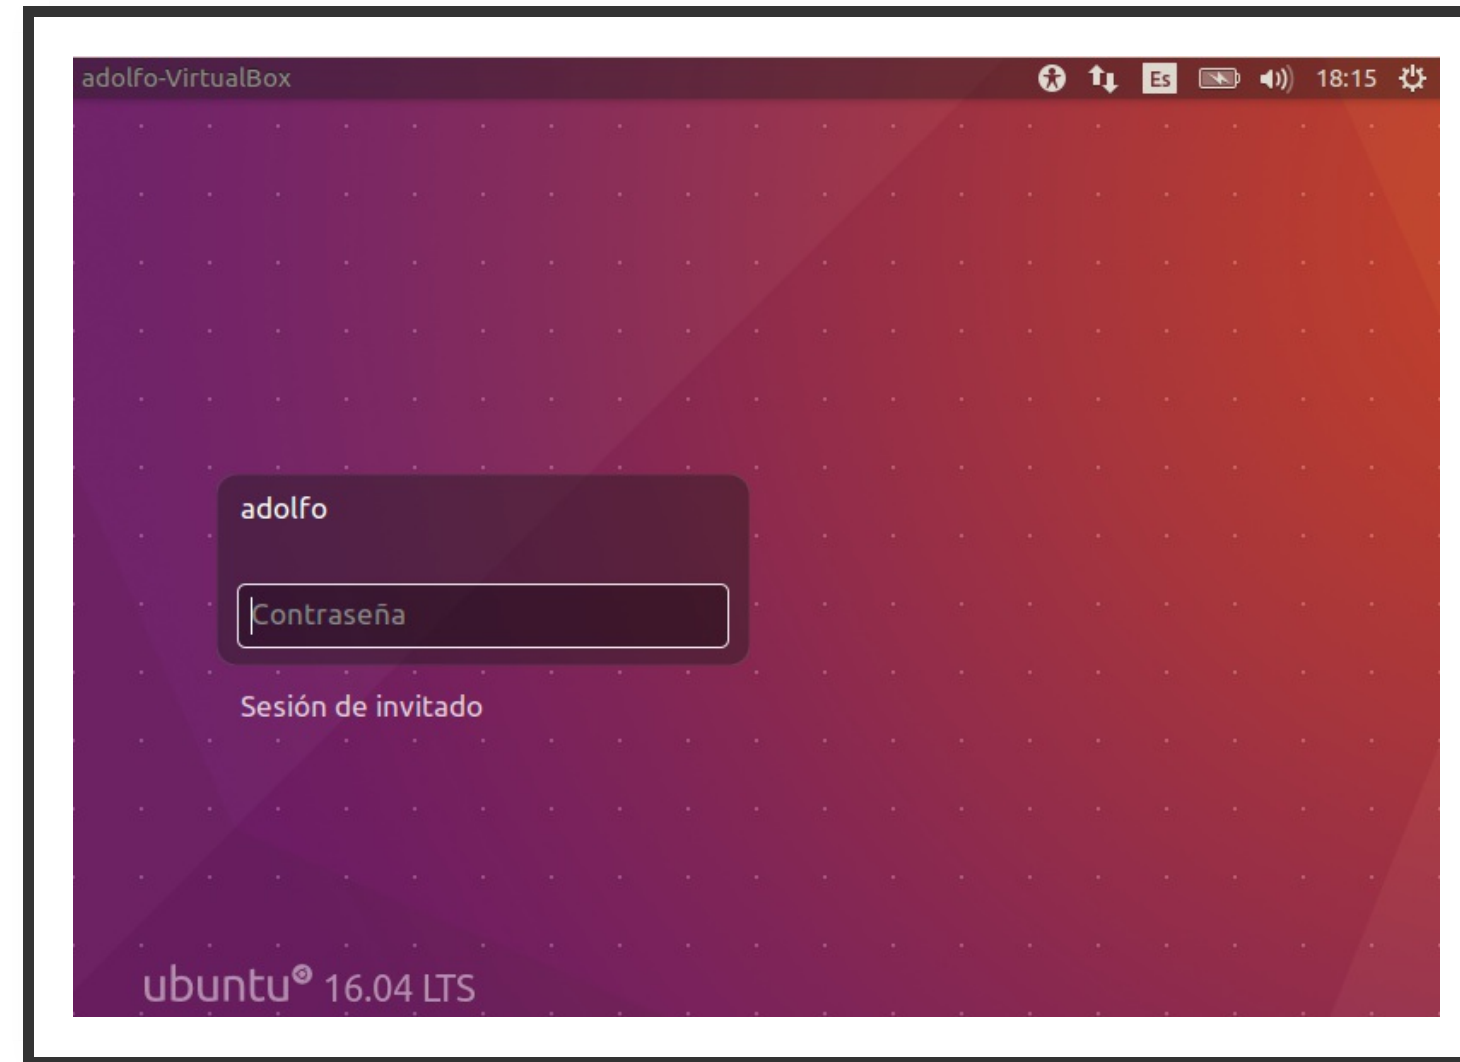 adolfo-VirtualBox Es 18:15
adolfo
Contraseña
Sesión de invitado
ubuntu 16.04 LTS